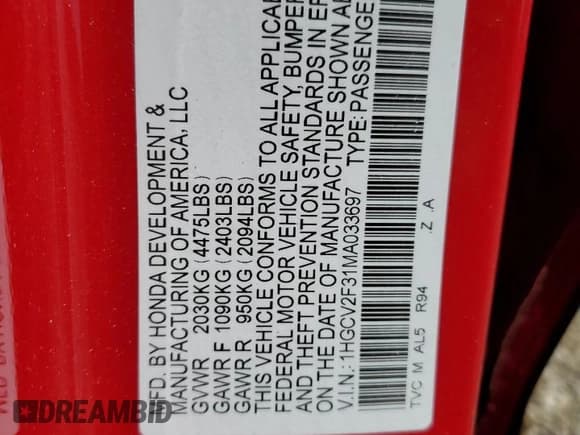 MFD. BY HONDA DEVELOPMENT &
MANUFACTURING OF AMERICA, LLC
GVWR 2030KG (4475LBS)
GAWR F 1090KG (2403LBS)
GAWR R 950KG (2094LBS)
THIS VEHICLE CONFORMS TO ALL APPLICA
FEDERAL MOTOR VEHICLE SAFETY, BUMPER
AND THEFT PREVENTION STANDARDS IN EF
ON THE DATE OF MANUFACTURE SHOWN AB
V.I.N.: 1HGCV2F31MA033697 TYPE: PASSENGE
TVC M AL5 R94 Z .A
DREAMBID